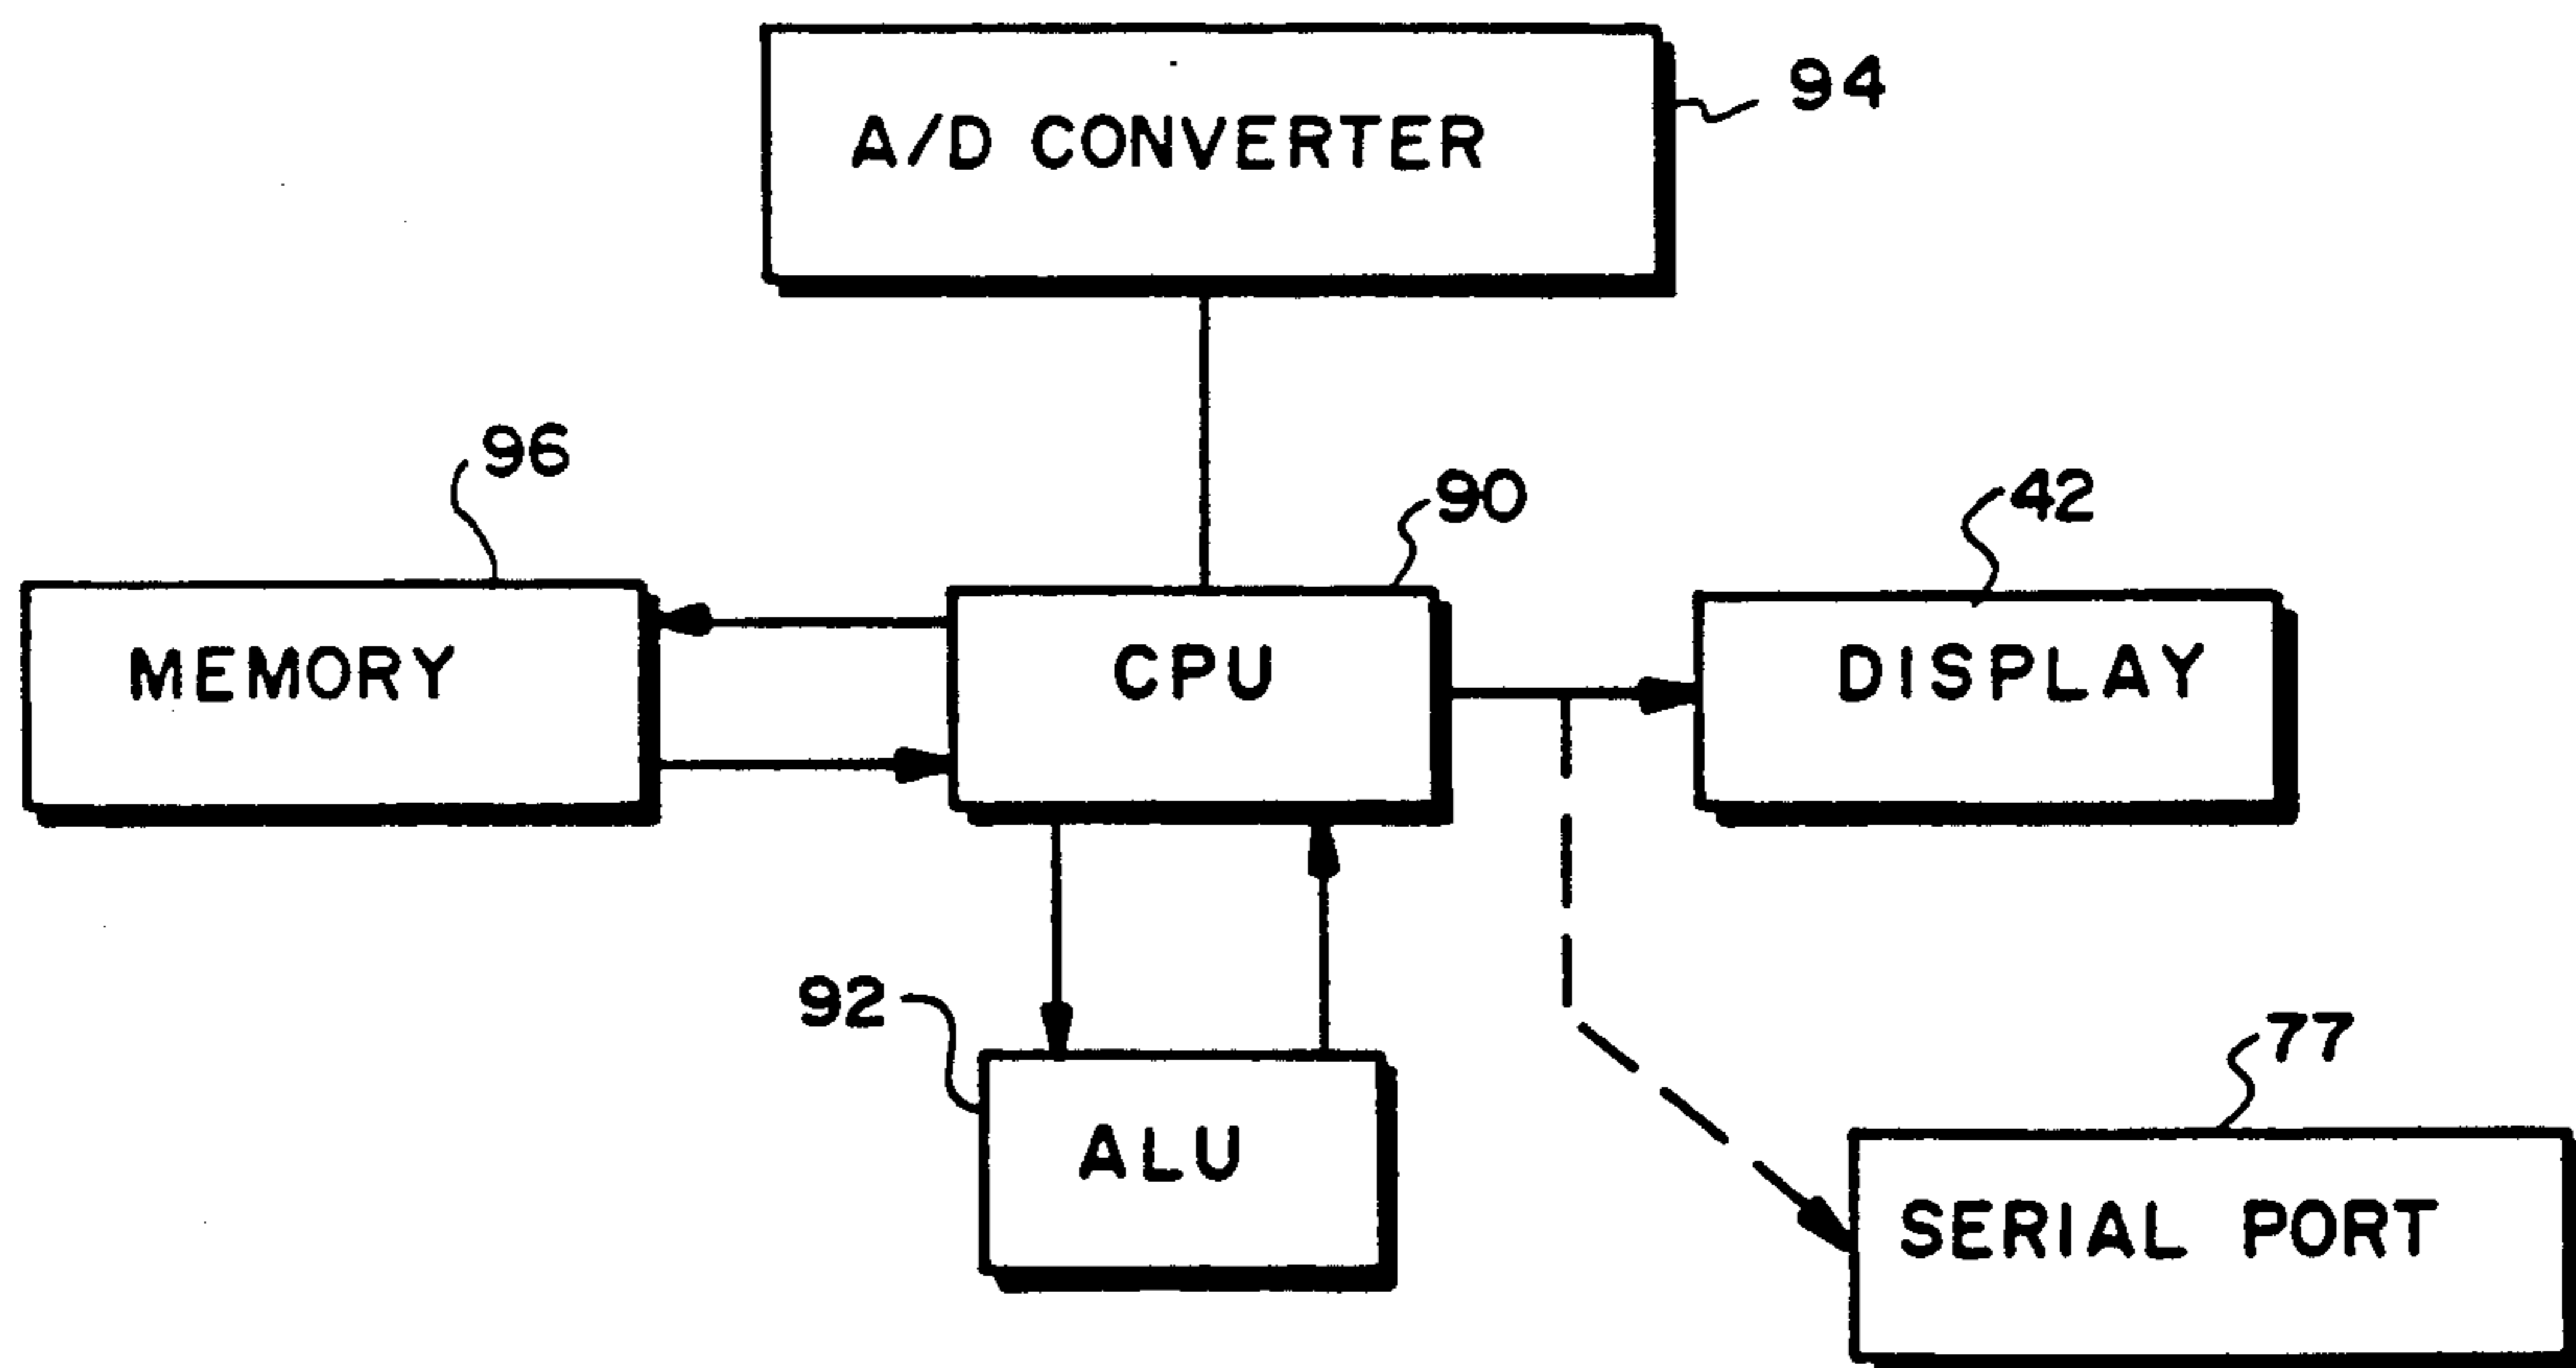 94
A/D CONVERTER
96
90
42
MEMORY
CPU
DISPLAY
92
77
ALU
SERIAL PORT